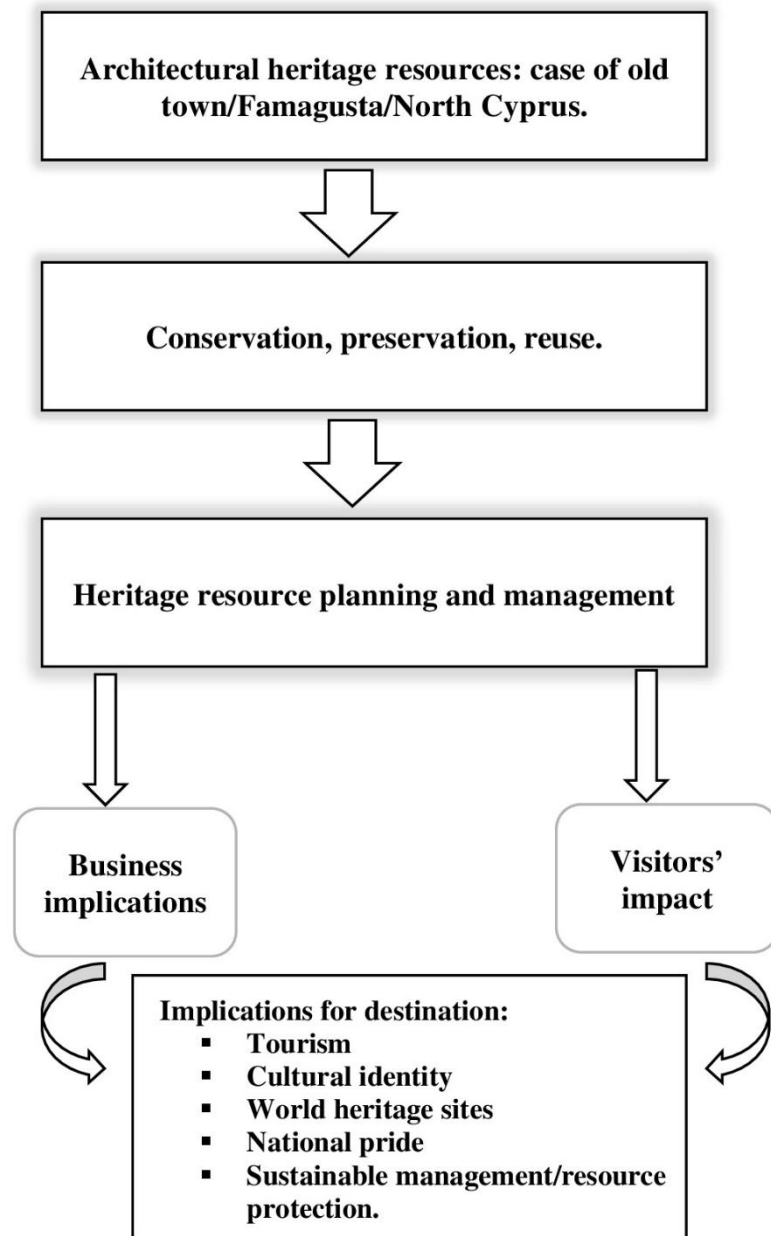 Architectural heritage resources: case of old
town/Famagusta/North Cyprus.
Conservation, preservation, reuse.
Heritage resource planning and management
Business
implications
Visitors’
impact
Implications for destination:
▪ Tourism
▪ Cultural identity
▪ World heritage sites
▪ National pride
▪ Sustainable management/resource
protection.